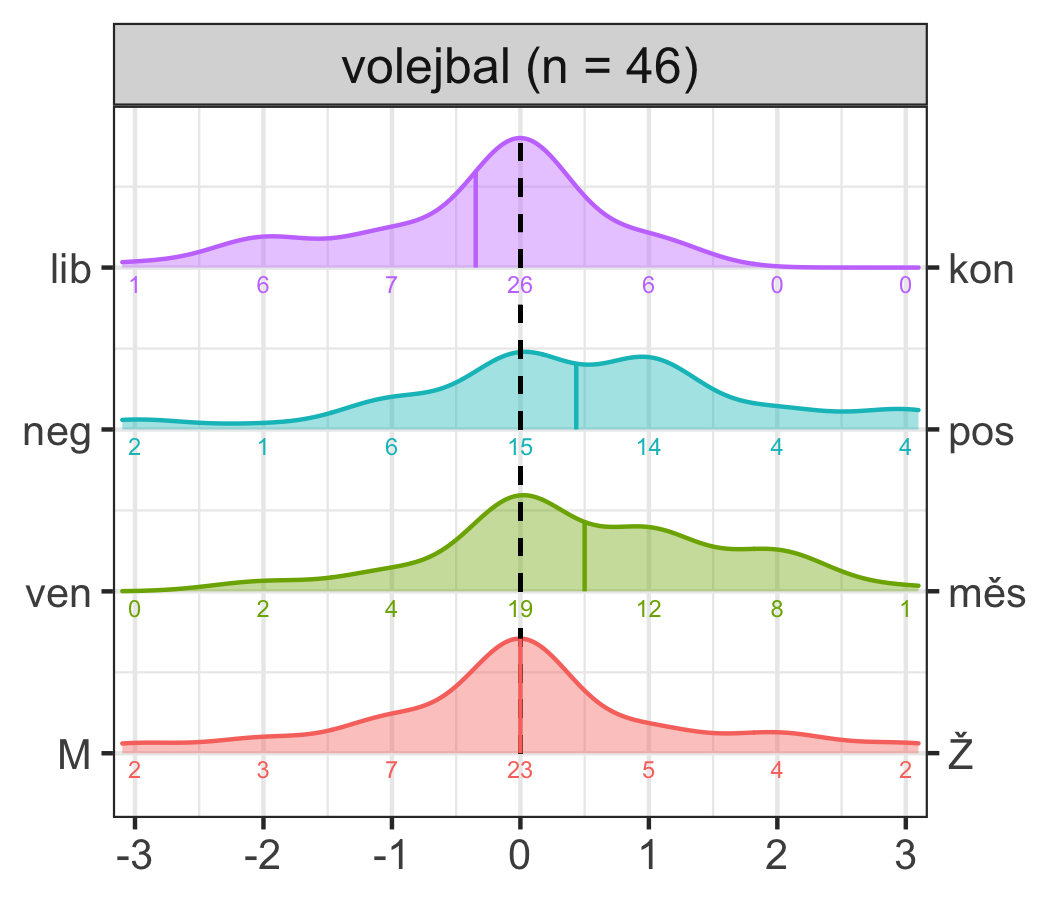 volejbal (n = 46)
lib kon
1 6 7 26 6 0 0
neg pos
2 1 6 15 14 4 4
ven měs
0 2 4 19 12 8 1
M Ž
2 3 7 23 5 4 2
-3 -2 -1 0 1 2 3